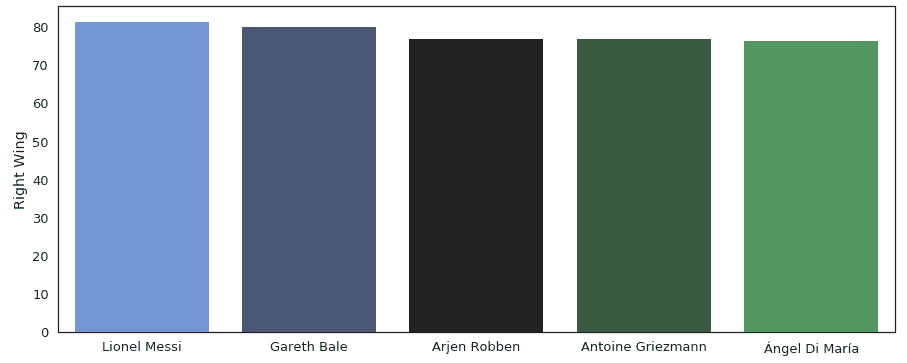 80
70
60
50
40
30
20
10
0
Right Wing
Lionel Messi
Gareth Bale
Arjen Robben
Antoine Griezmann
Ángel Di María